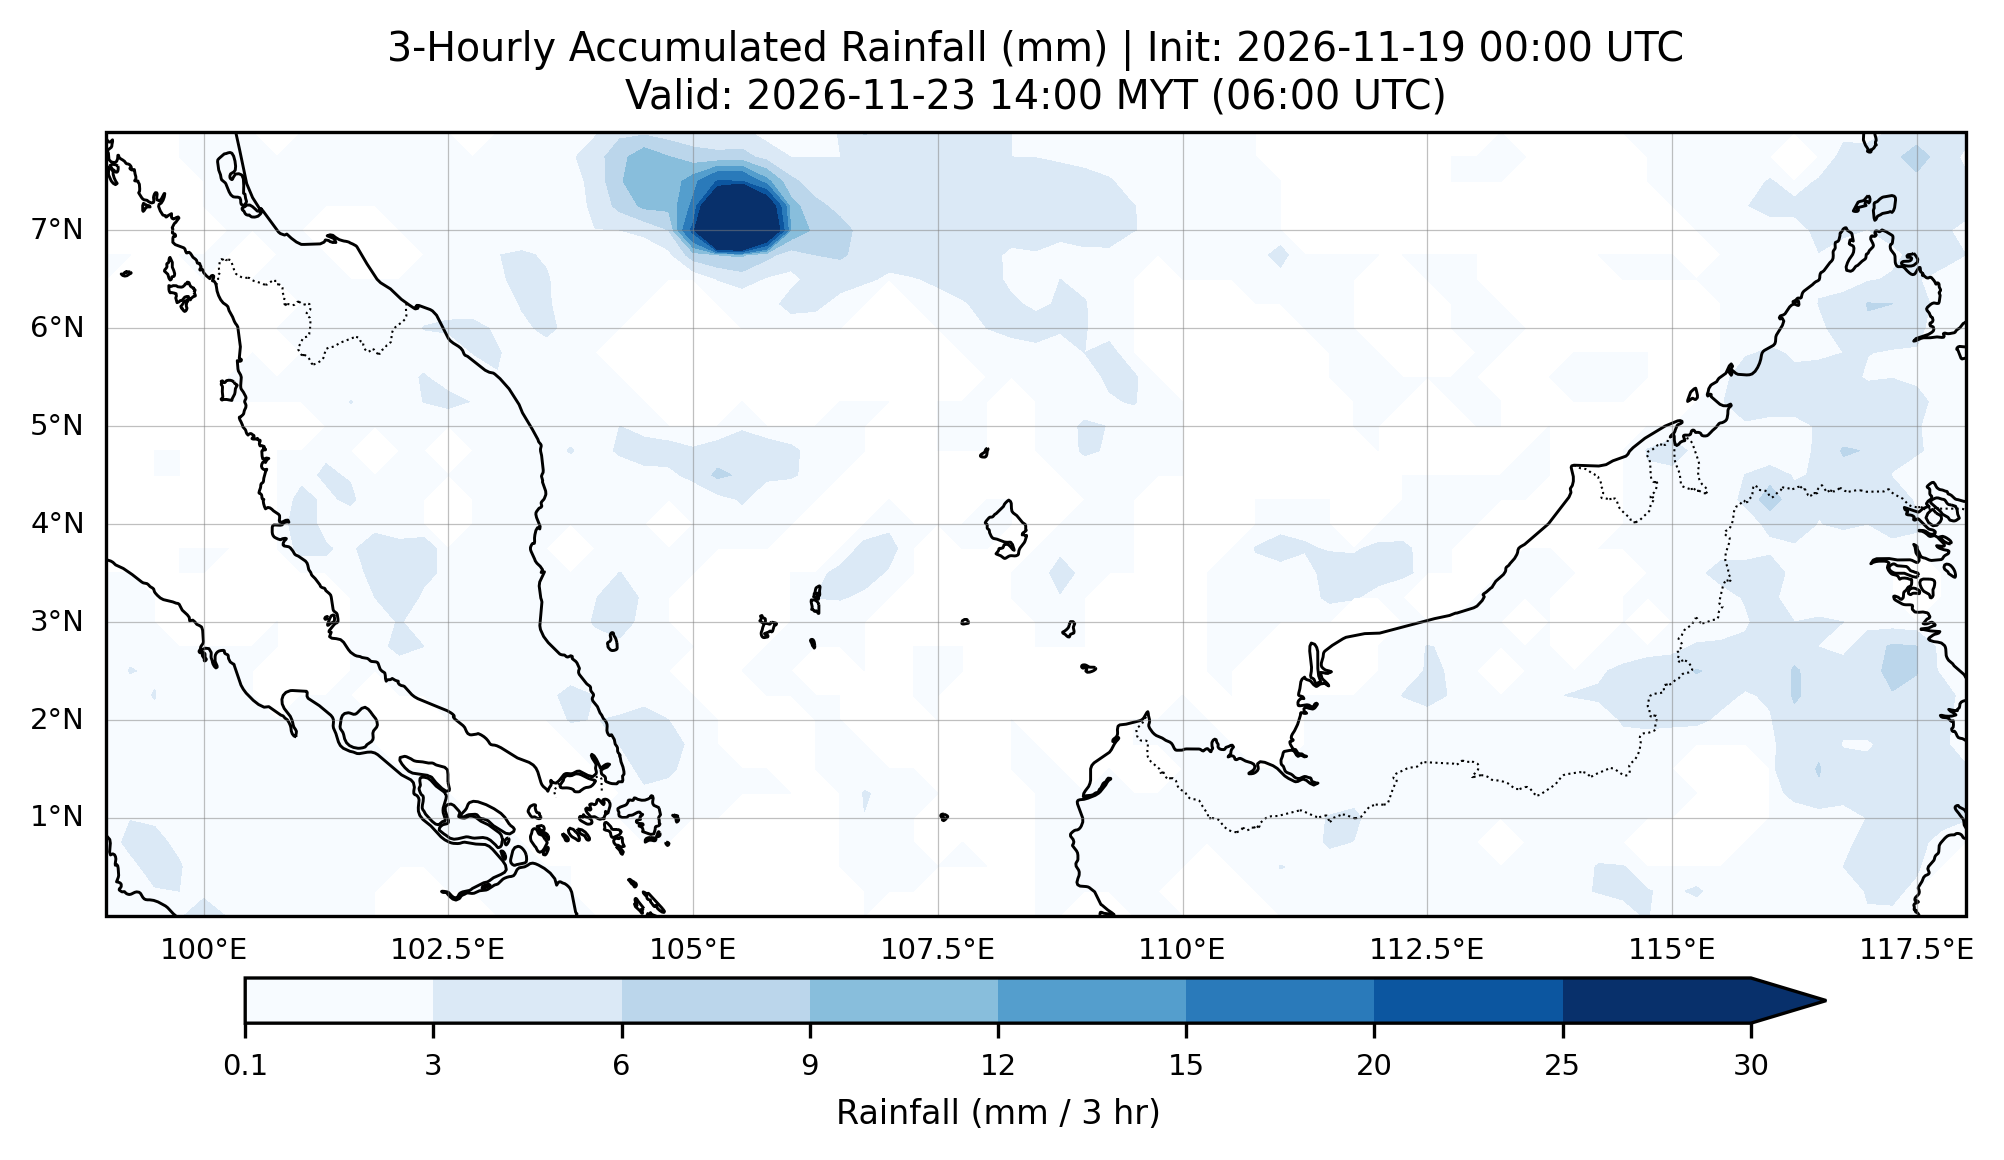 3-Hourly Accumulated Rainfall (mm) | Init: 2026-11-19 00:00 UTC
Valid: 2026-11-23 14:00 MYT (06:00 UTC)
7°N
6°N
5°N
4°N
3°N
2°N
1°N
100°E 102.5°E 105°E 107.5°E 110°E 112.5°E 115°E 117.5°E
0.1 3 6 9 12 15 20 25 30
Rainfall (mm / 3 hr)